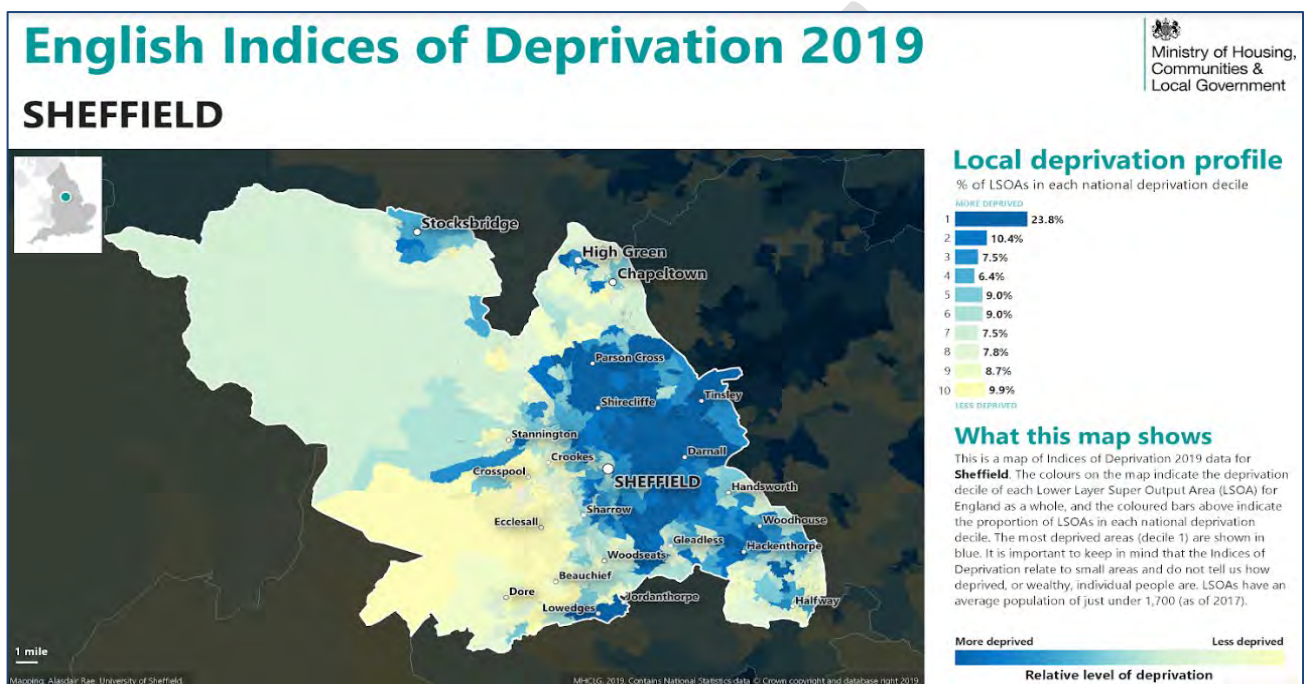 English Indices of Deprivation 2019
SHEFFIELD
Ministry of Housing,
Communities &
Local Government
Stocksbridge
High Green
Chapeltown
Parson Cross
Tinsley
Shirecliffe
Stannington
Crookes
Darnall
Crosspool
SHEFFIELD
Handsworth
Sharrow
Ecclesall
Woodhouse
Gleadless
Hackenthorpe
Woodseats
Beauchief
Dore
Jordanthorpe
Lowedges
Halfway
1 mile
Mapping: Alasdair Rae, University of Sheffield.
MHCLG, 2019. Contains National Statistics data © Crown copyright and database right 2019.
Local deprivation profile
% of LSOAs in each national deprivation decile
MORE DEPRIVED
1 23.8%
2 10.4%
3 7.5%
4 6.4%
5 9.0%
6 9.0%
7 7.5%
8 7.8%
9 8.7%
10 9.9%
LESS DEPRIVED
What this map shows
This is a map of Indices of Deprivation 2019 data for
Sheffield. The colours on the map indicate the deprivation
decile of each Lower Layer Super Output Area (LSOA) for
England as a whole, and the coloured bars above indicate
the proportion of LSOAs in each national deprivation
decile. The most deprived areas (decile 1) are shown in
blue. It is important to keep in mind that the Indices of
Deprivation relate to small areas and do not tell us how
deprived, or wealthy, individual people are. LSOAs have an
average population of just under 1,700 (as of 2017).
More deprived Less deprived
Relative level of deprivation